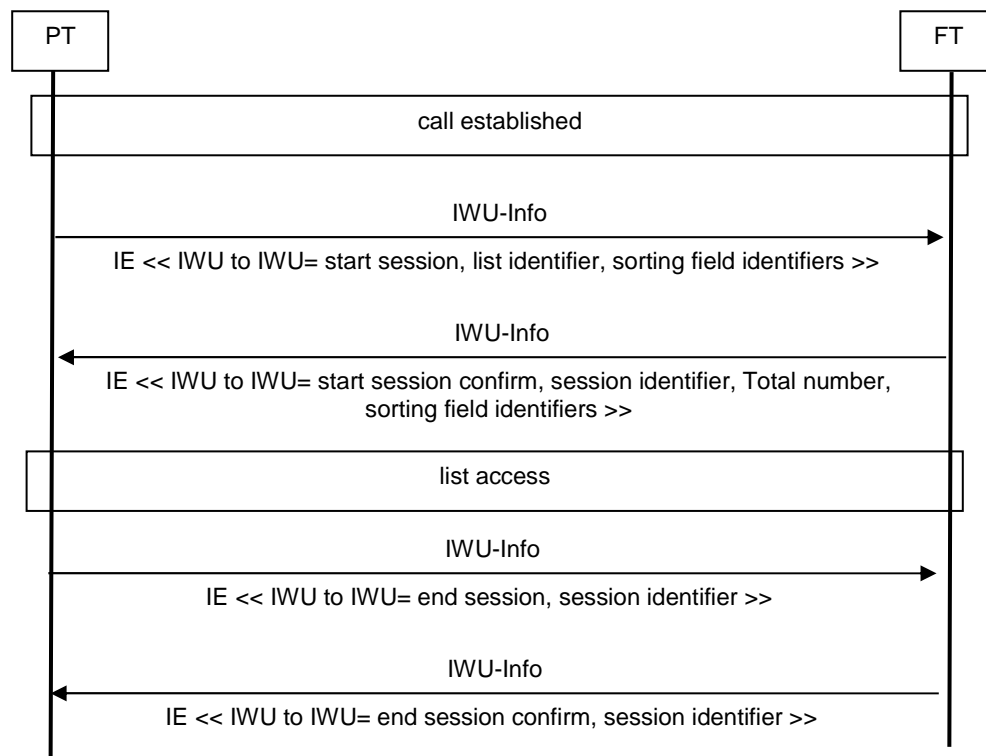 PT
FT
call established
IWU-Info
IE << IWU to IWU= start session, list identifier, sorting field identifiers >>
IWU-Info
IE << IWU to IWU= start session confirm, session identifier, Total number,
sorting field identifiers >>
list access
IWU-Info
IE << IWU to IWU= end session, session identifier >>
IWU-Info
IE << IWU to IWU= end session confirm, session identifier >>